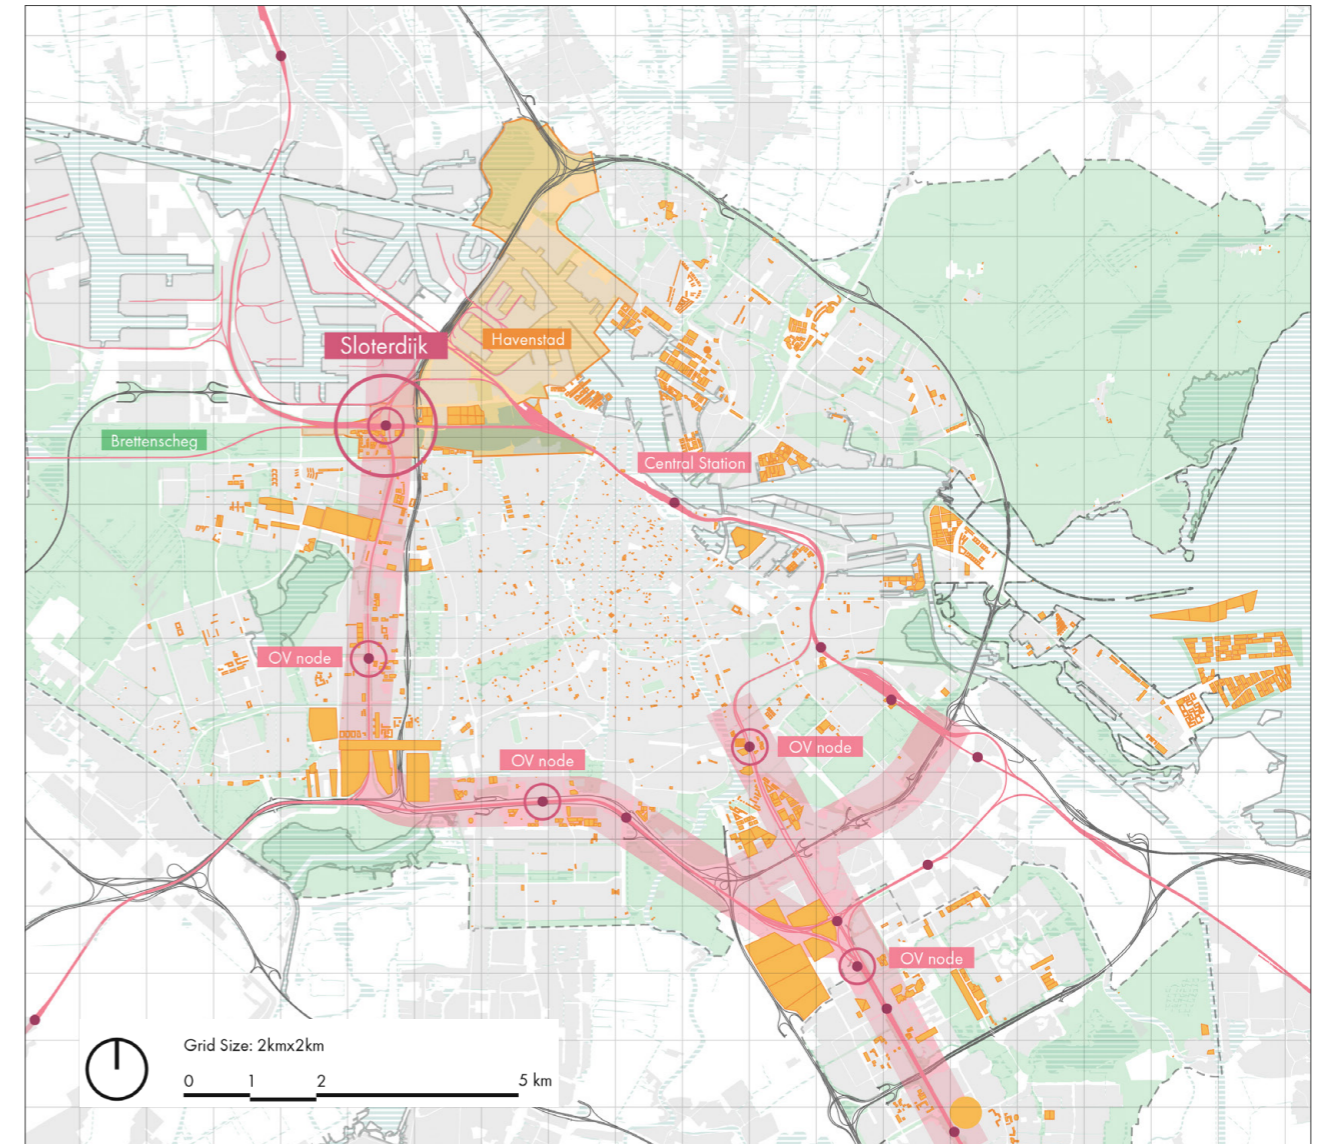 Sloterdijk
Havenstad
Brettenscheg
Central Station
OV node
OV node
OV node
OV node
Grid Size: 2kmx2km
0 1 2 5 km